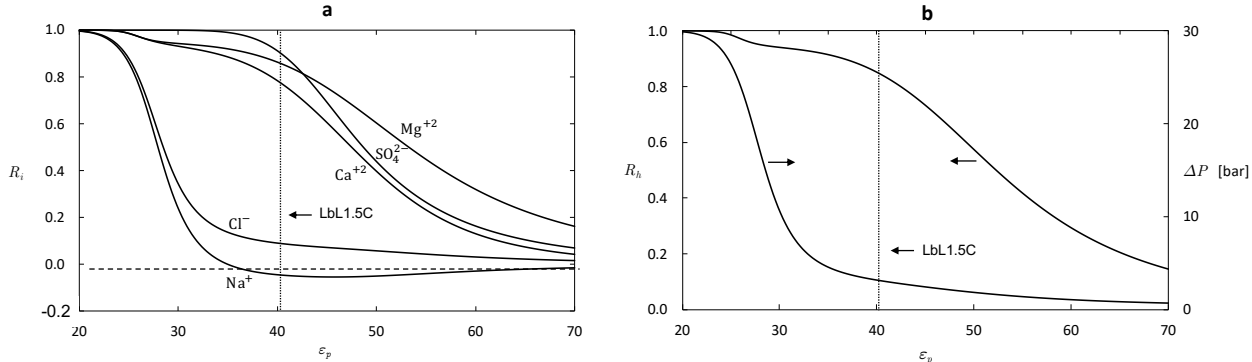 a
1.0
0.8
0.6
0.4
0.2
0.0
-0.2
R_i
Mg⁺²
SO₄²⁻
Ca⁺²
LbL1.5C
Cl⁻
Na⁺
20 30 40 50 60 70
ε_p
b
1.0
0.8
0.6
0.4
0.2
0.0
R_h
30
20
10
0
ΔP [bar]
LbL1.5C
20 30 40 50 60 70
ε_p